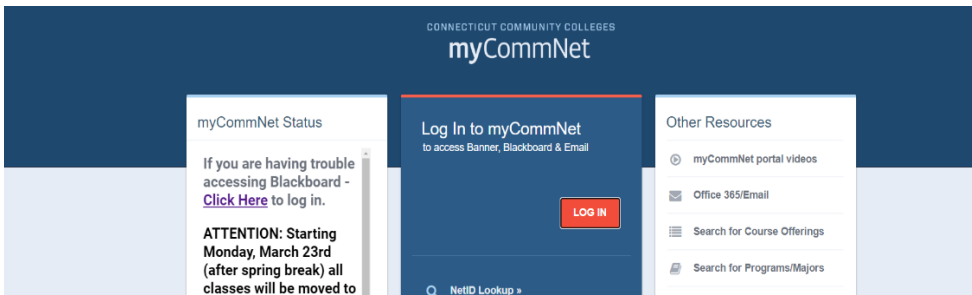 CONNECTICUT COMMUNITY COLLEGES
myCommNet
myCommNet Status
If you are having trouble
accessing Blackboard -
Click Here to log in.
ATTENTION: Starting
Monday, March 23rd
(after spring break) all
classes will be moved to
Log In to myCommNet
to access Banner, Blackboard & Email
LOG IN
NetID Lookup »
Other Resources
myCommNet portal videos
Office 365/Email
Search for Course Offerings
Search for Programs/Majors